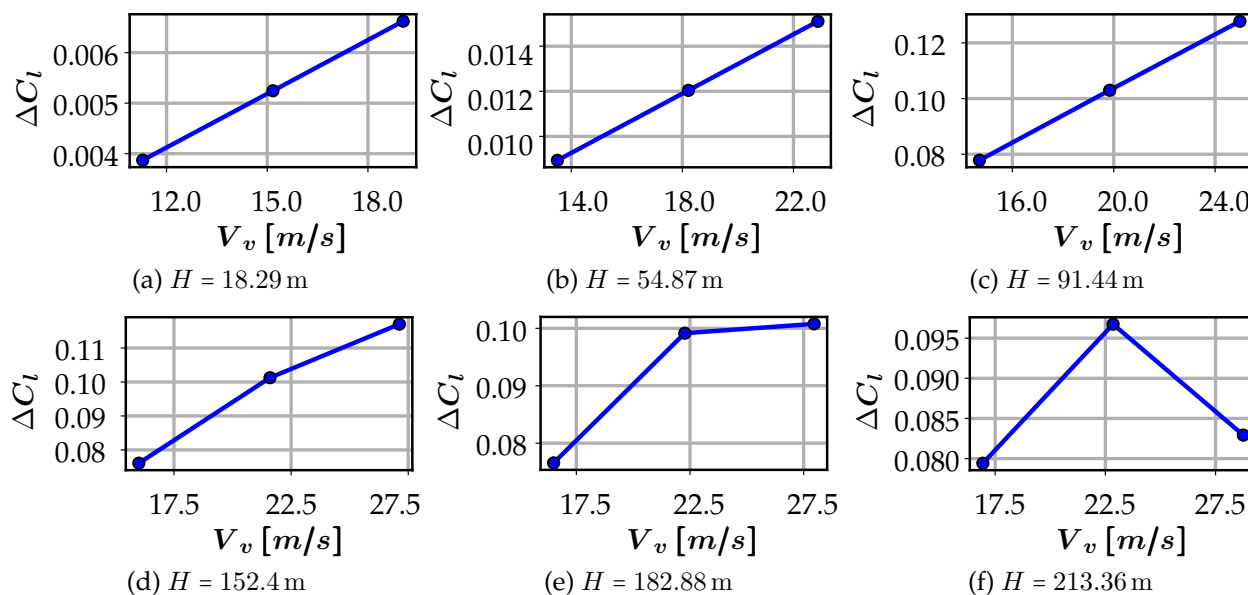 ΔC_l
0.006
0.005
0.004
12.0 15.0 18.0
V_v [m/s]
(a) H = 18.29 m
ΔC_l
0.014
0.012
0.010
14.0 18.0 22.0
V_v [m/s]
(b) H = 54.87 m
ΔC_l
0.12
0.10
0.08
16.0 20.0 24.0
V_v [m/s]
(c) H = 91.44 m
ΔC_l
0.11
0.10
0.09
0.08
17.5 22.5 27.5
V_v [m/s]
(d) H = 152.4 m
ΔC_l
0.10
0.09
0.08
17.5 22.5 27.5
V_v [m/s]
(e) H = 182.88 m
ΔC_l
0.095
0.090
0.085
0.080
17.5 22.5 27.5
V_v [m/s]
(f) H = 213.36 m